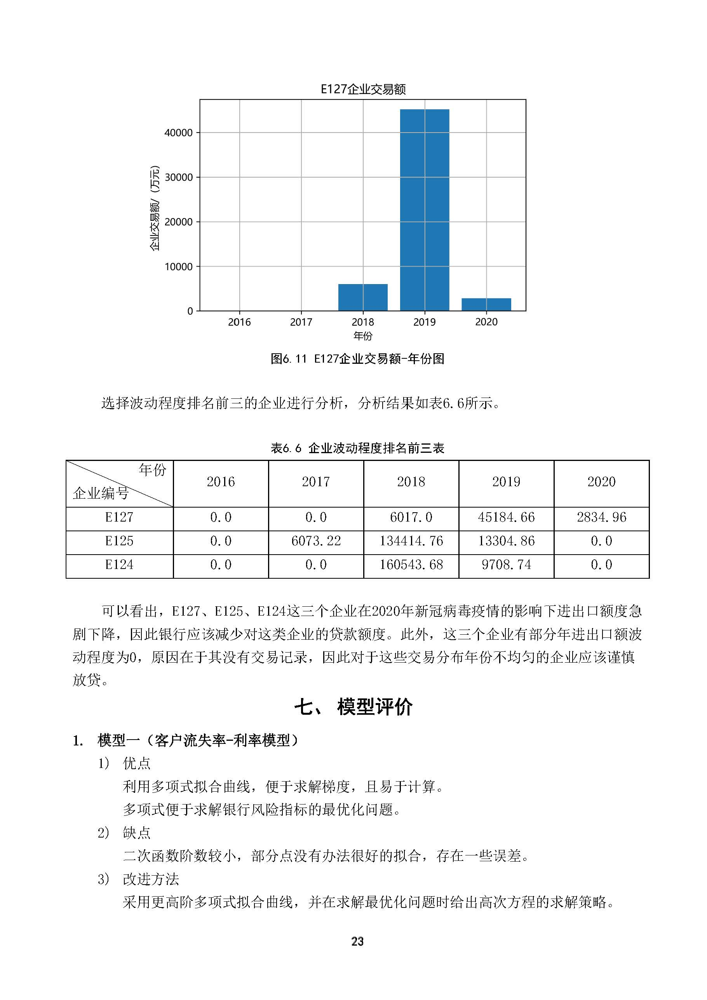 E127企业交易额
40000
30000
20000
10000
0
企业交易额/（万元）
2016 2017 2018 2019 2020
年份
图6.11 E127企业交易额-年份图
选择波动程度排名前三的企业进行分析，分析结果如表6.6所示。
表6.6 企业波动程度排名前三表
年份
企业编号
2016 2017 2018 2019 2020
E127 0.0 0.0 6017.0 45184.66 2834.96
E125 0.0 6073.22 134414.76 13304.86 0.0
E124 0.0 0.0 160543.68 9708.74 0.0
可以看出，E127、E125、E124这三个企业在2020年新冠病毒疫情的影响下进出口额度急
剧下降，因此银行应该减少对这类企业的贷款额度。此外，这三个企业有部分年进出口额波
动程度为0，原因在于其没有交易记录，因此对于这些交易分布年份不均匀的企业应该谨慎
放贷。
七、 模型评价
1. 模型一（客户流失率-利率模型）
1) 优点
利用多项式拟合曲线，便于求解梯度，且易于计算。
多项式便于求解银行风险指标的最优化问题。
2) 缺点
二次函数阶数较小，部分点没有办法很好的拟合，存在一些误差。
3) 改进方法
采用更高阶多项式拟合曲线，并在求解最优化问题时给出高次方程的求解策略。
23